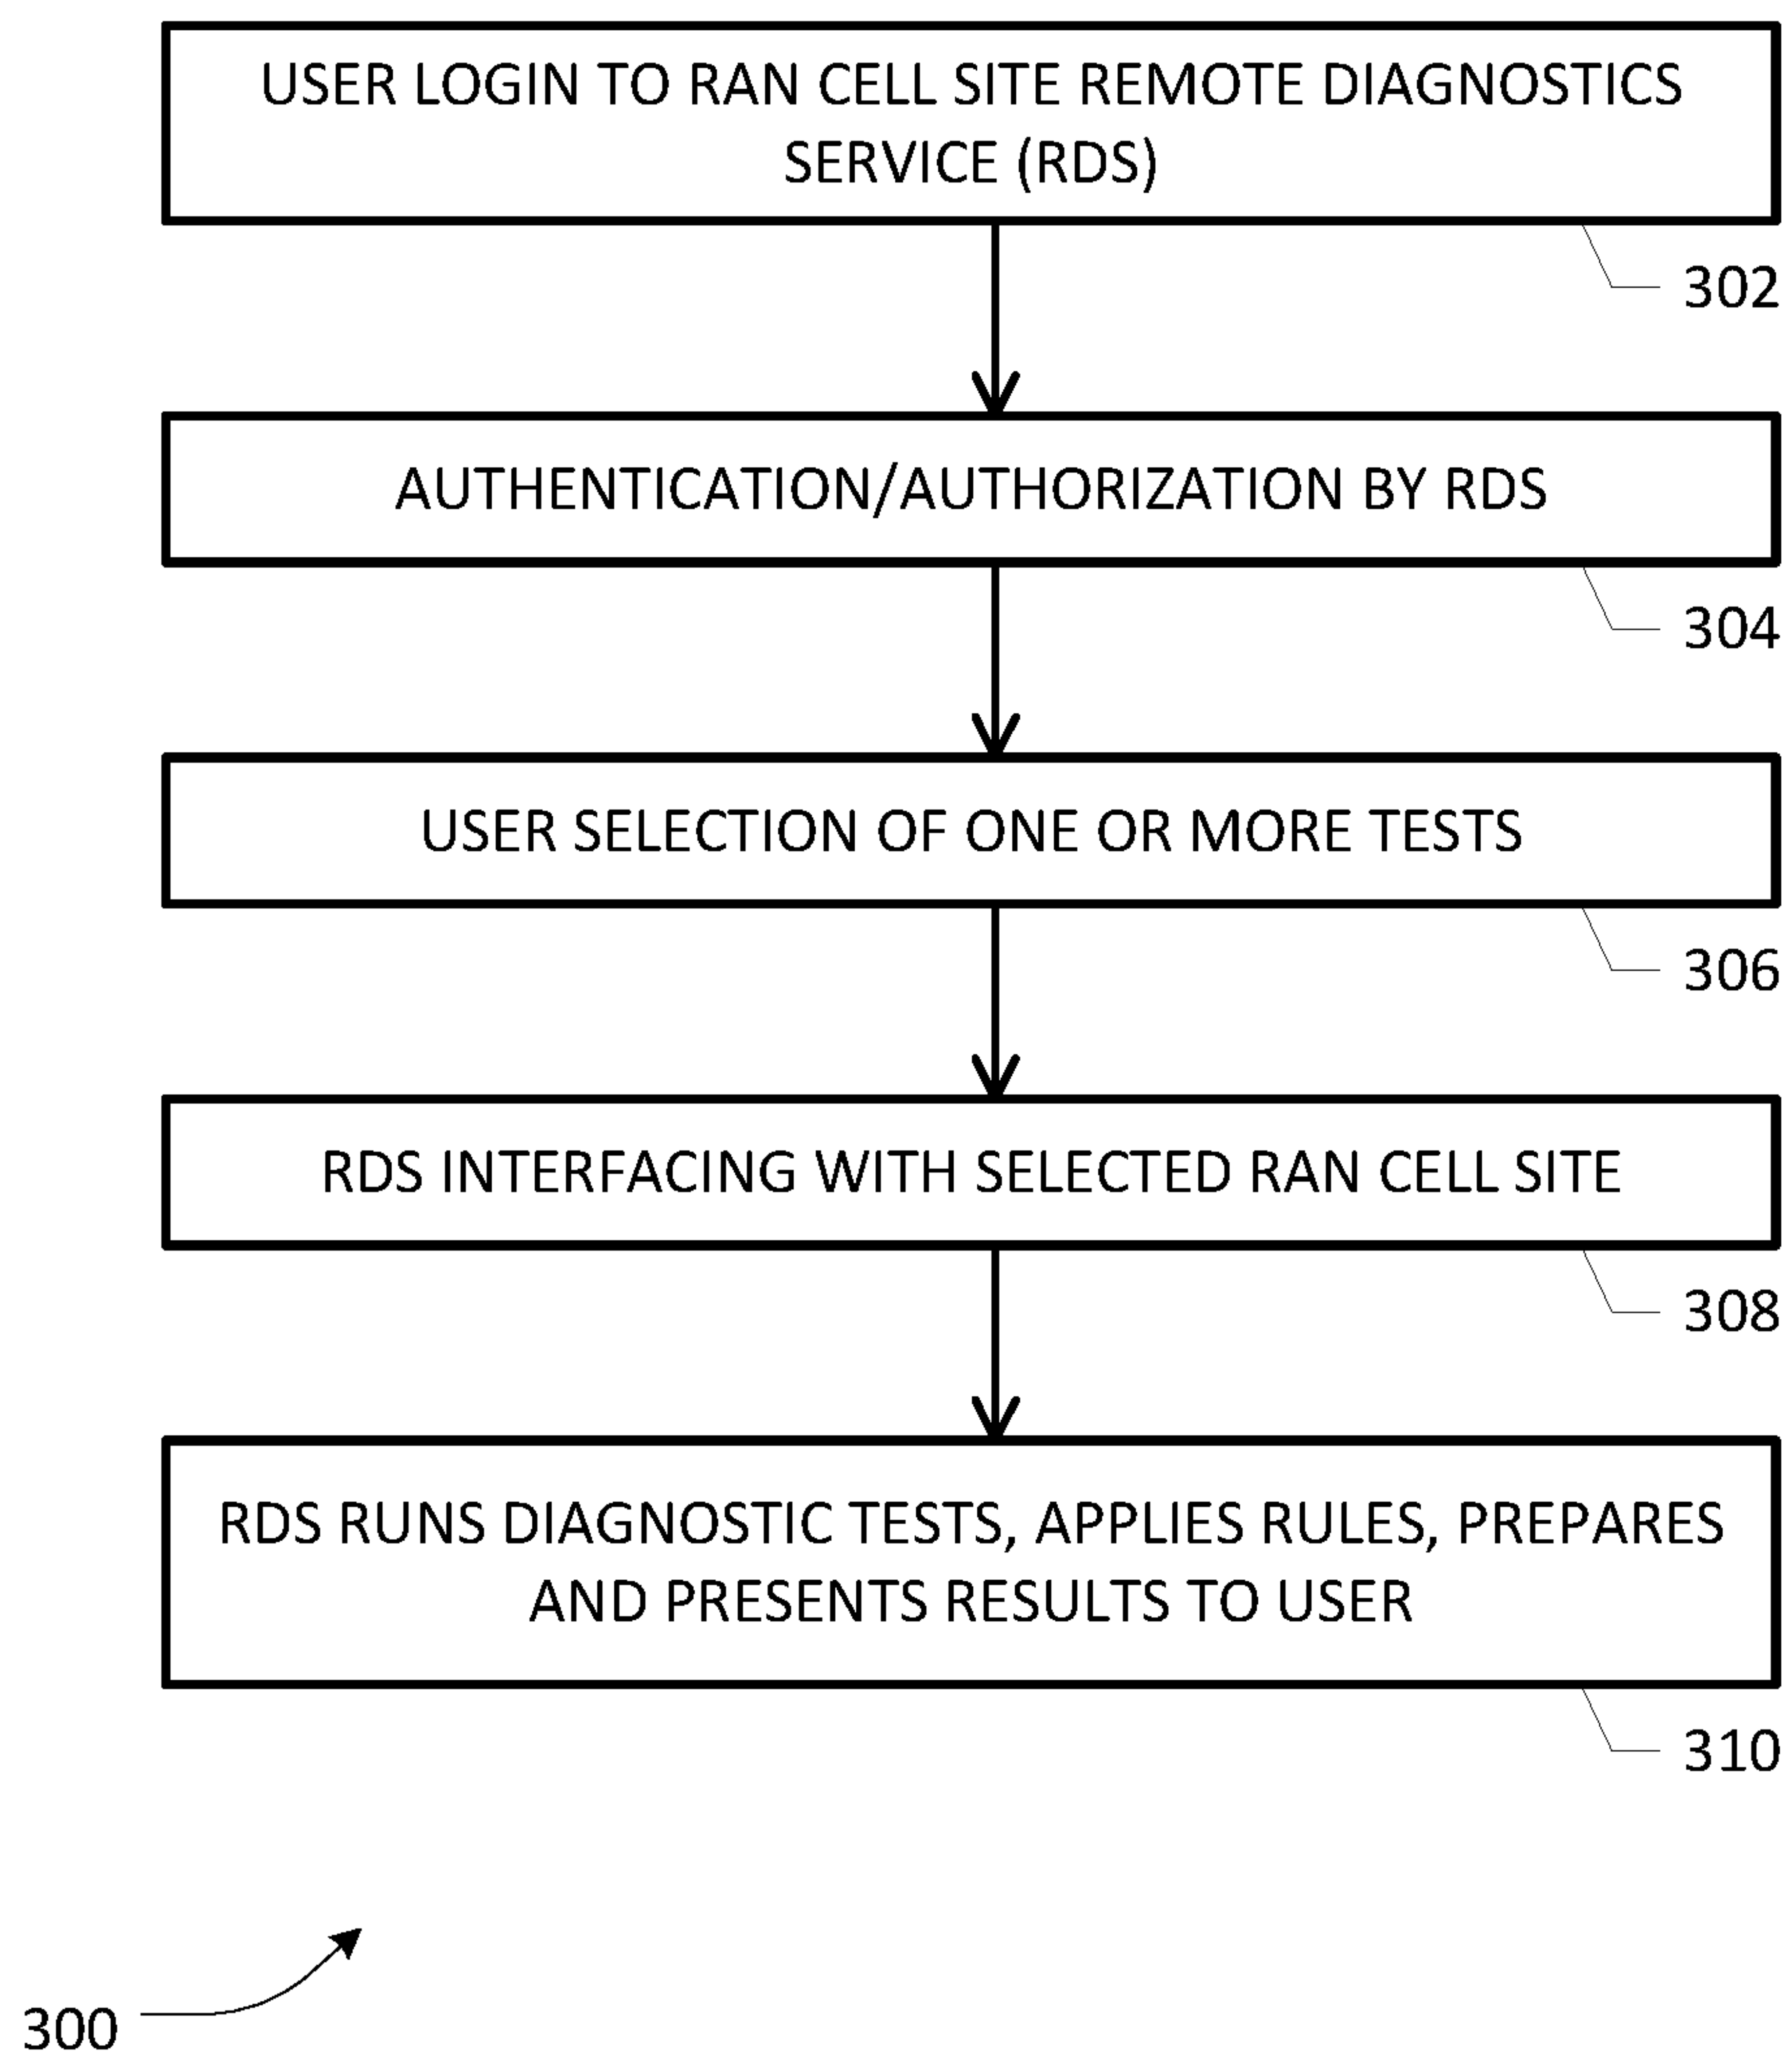 USER LOGIN TO RAN CELL SITE REMOTE DIAGNOSTICS
SERVICE (RDS)
302
AUTHENTICATION/AUTHORIZATION BY RDS
304
USER SELECTION OF ONE OR MORE TESTS
306
RDS INTERFACING WITH SELECTED RAN CELL SITE
308
RDS RUNS DIAGNOSTIC TESTS, APPLIES RULES, PREPARES
AND PRESENTS RESULTS TO USER
310
300